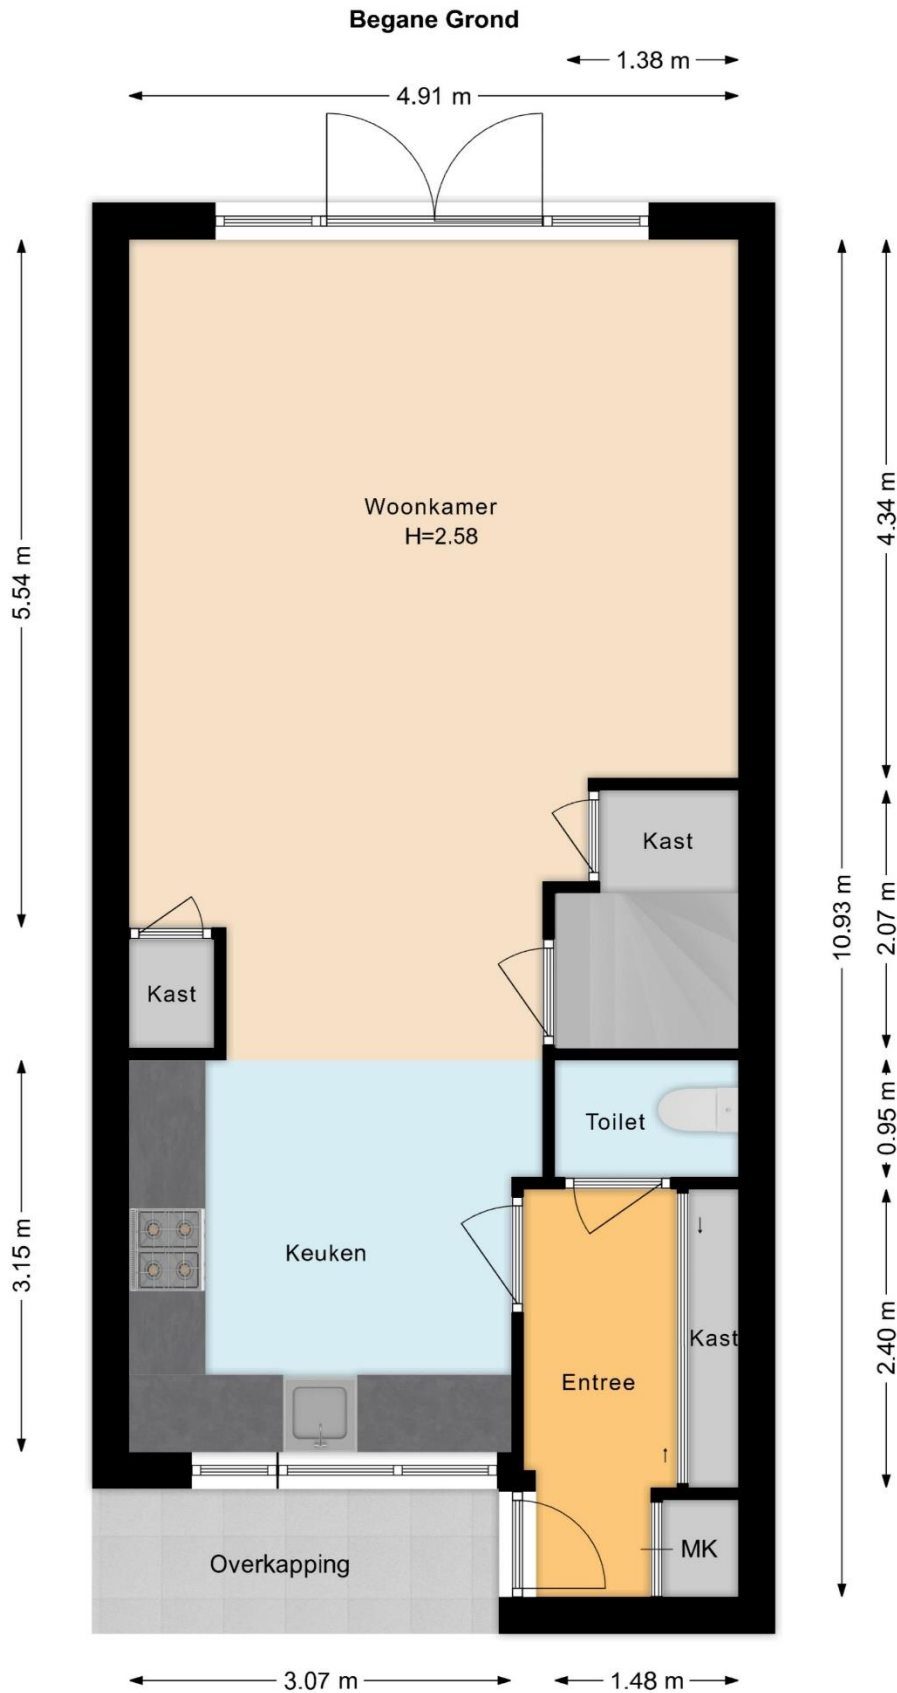 Begane Grond
1.38 m
4.91 m
Woonkamer
H=2.58
5.54 m
4.34 m
Kast
10.93 m
2.07 m
Kast
Toilet
0.95 m
Keuken
3.15 m
Kast
2.40 m
Entree
MK
Overkapping
3.07 m
1.48 m